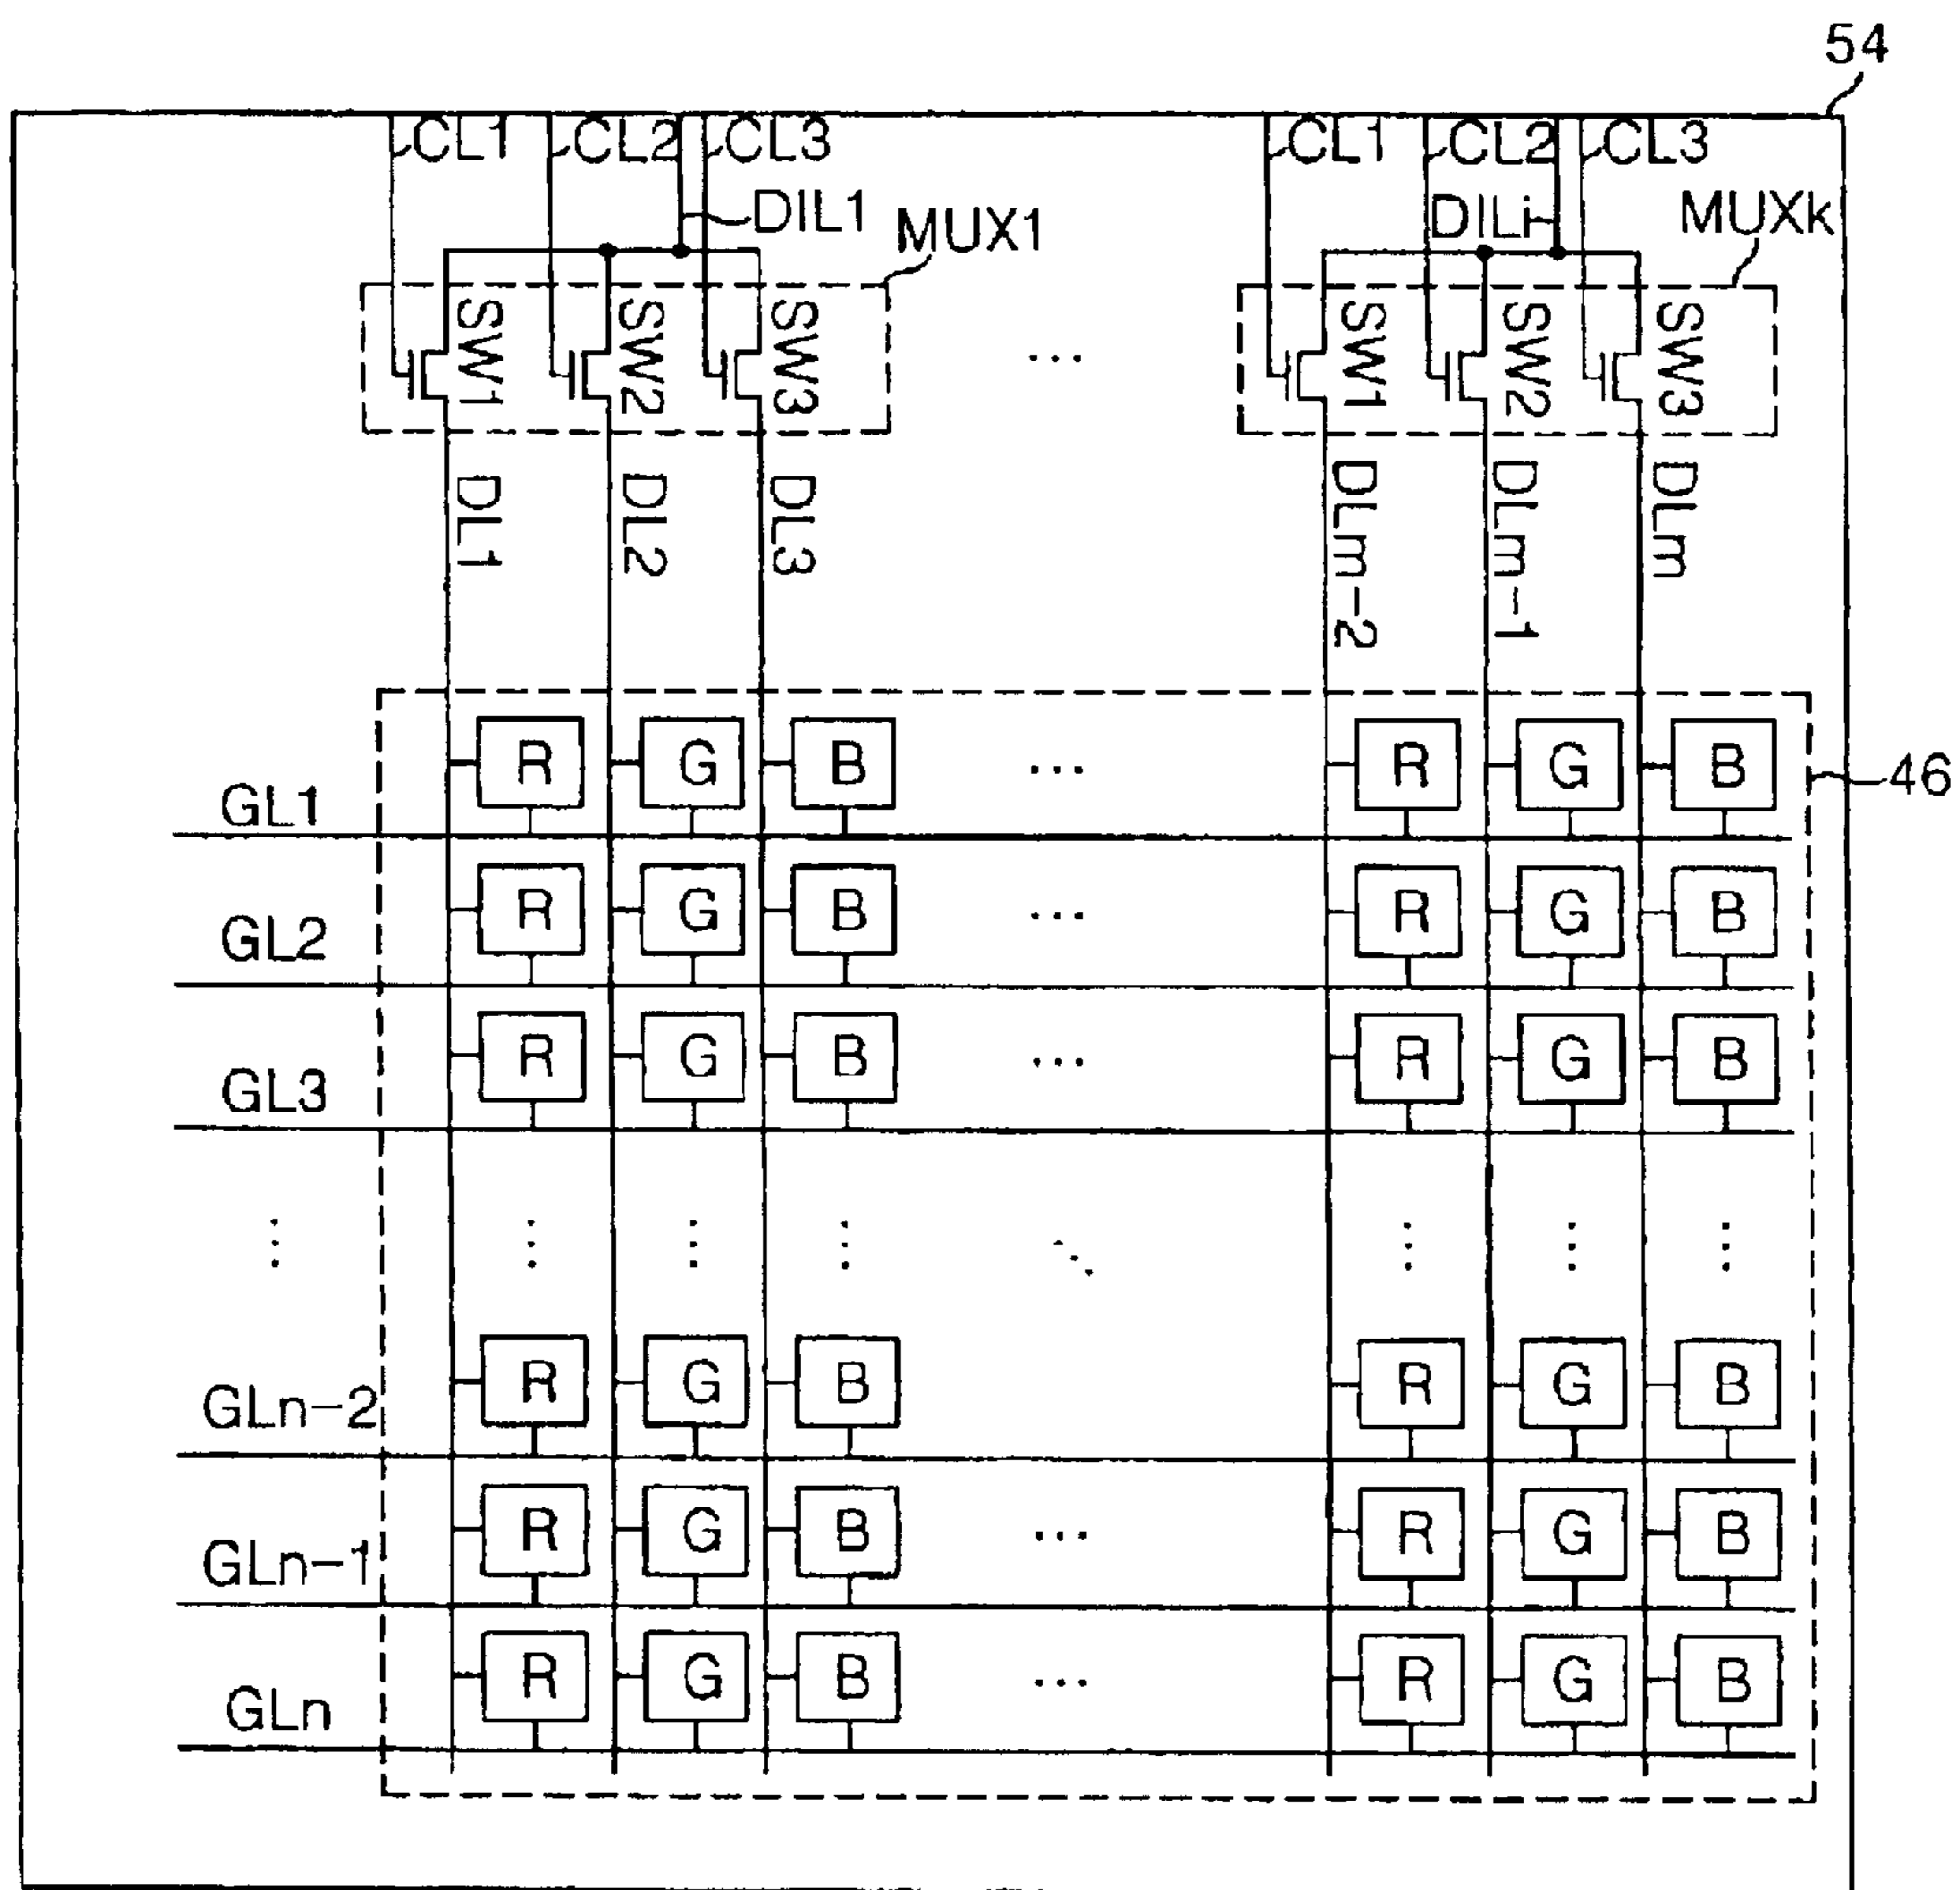 54
CL1 CL2 CL3 CL1 CL2 CL3
DIL1 MUX1 DILi MUXk
SW1 SW2 SW3 ... SW1 SW2 SW3
DL1 DL2 DL3 DLm-2 DLm-1 DLm
R G B ... R G B 46
GL1
R G B ... R G B
GL2
R G B ... R G B
GL3
R G B R G B
GLn-2
R G B ... R G B
GLn-1
R G B ... R G B
GLn